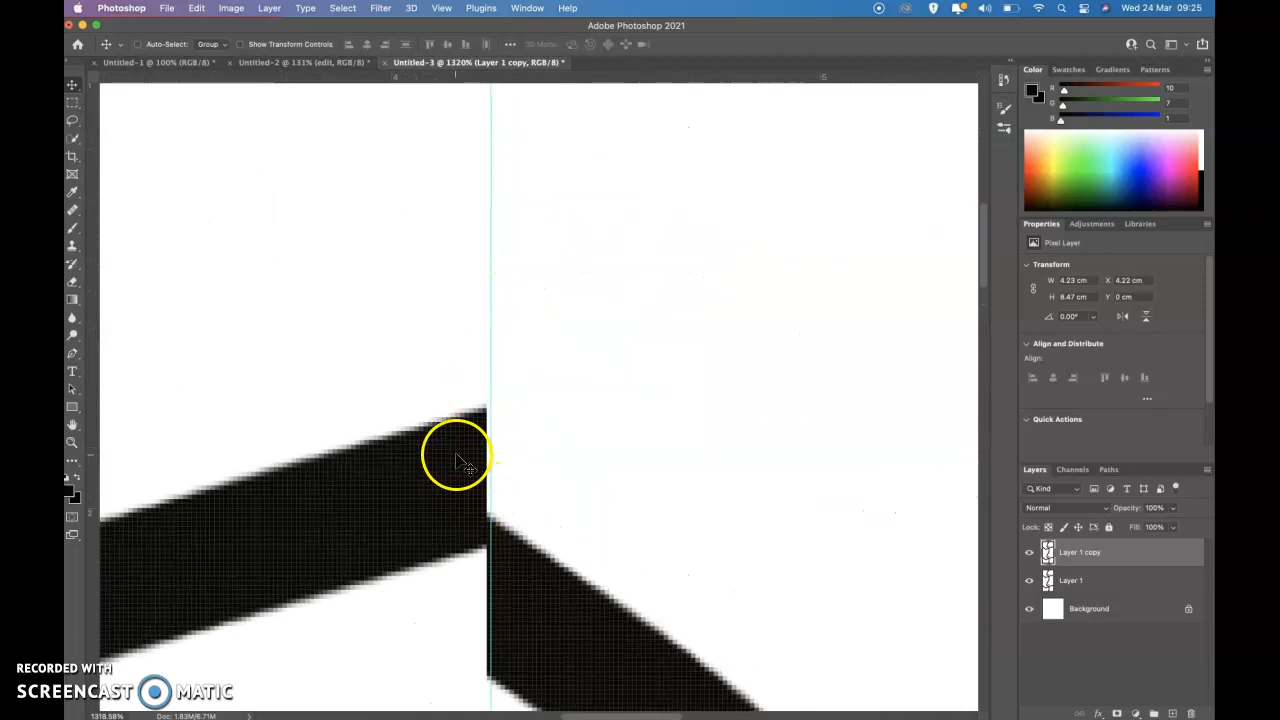 Photoshop File Edit Image Layer Type Select Filter 3D View Plugins Window Help Wed 24 Mar 09:25
Adobe Photoshop 2021
Auto-Select: Group Show Transform Controls 3D Mode:
Untitled-1 @ 100% (RGB/8) * Untitled-2 @ 131% (edit, RGB/8) * Untitled-3 @ 1320% (Layer 1 copy, RGB/8) *
4 5
2
Color Swatches Gradients Patterns
R 10
G 7
B 1
Properties Adjustments Libraries
Pixel Layer
Transform
W 4.23 cm X 4.22 cm
H 8.47 cm Y 0 cm
0.00°
Align and Distribute
Align:
Quick Actions
Layers Channels Paths
Kind
Normal Opacity: 100%
Lock: Fill: 100%
Layer 1 copy
Layer 1
Background
RECORDED WITH
SCREENCAST MATIC
1318.58% Doc: 1.83M/6.71M